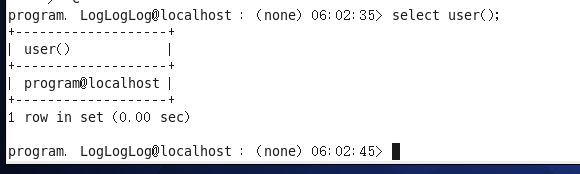 program. LogLogLog@localhost : (none) 06:02:35> select user();
+-------------------+
| user()            |
+-------------------+
| program@localhost |
+-------------------+
1 row in set (0.00 sec)
program. LogLogLog@localhost : (none) 06:02:45>